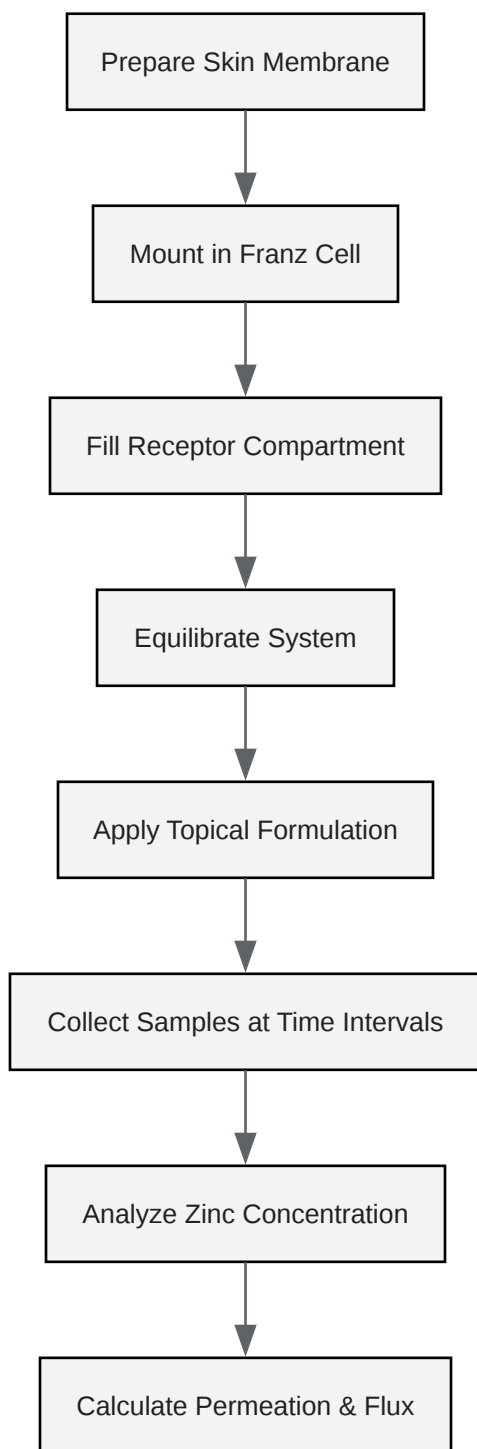 Prepare Skin Membrane
Mount in Franz Cell
Fill Receptor Compartment
Equilibrate System
Apply Topical Formulation
Collect Samples at Time Intervals
Analyze Zinc Concentration
Calculate Permeation & Flux